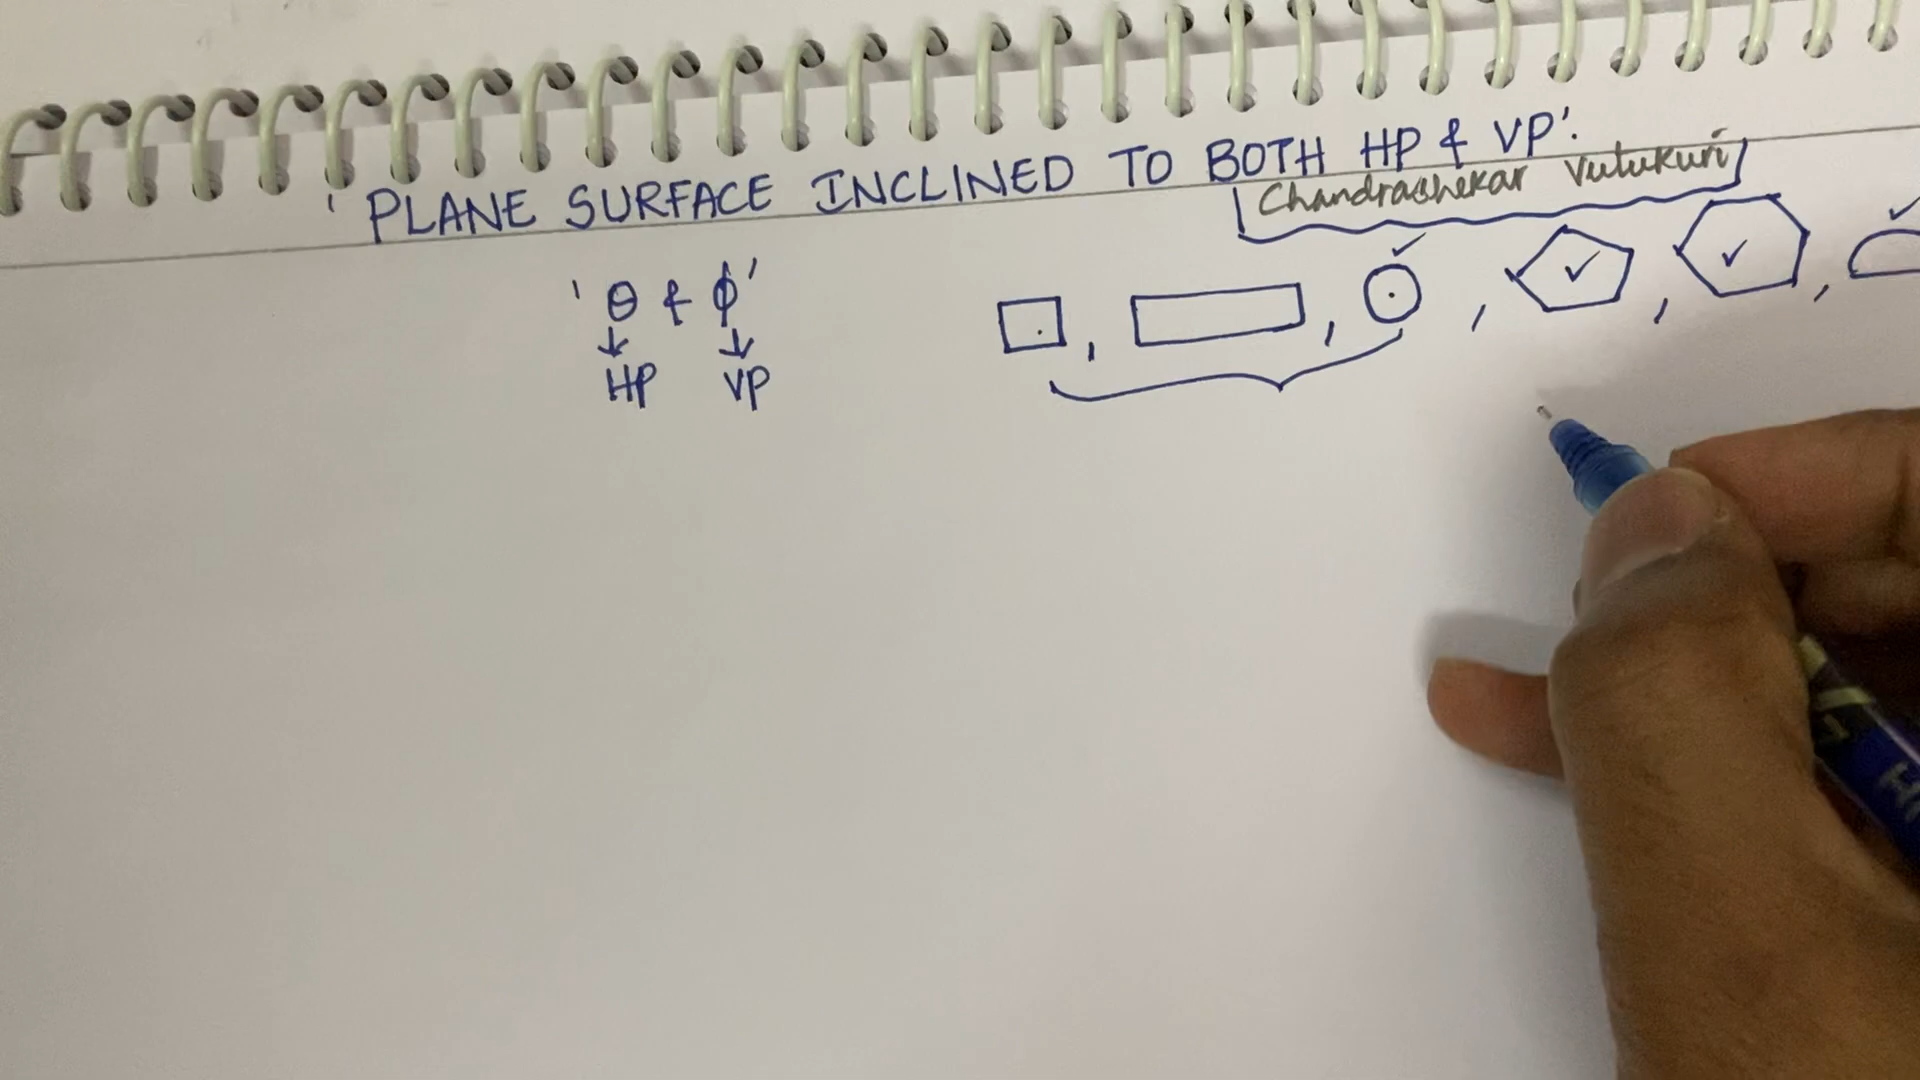 'PLANE SURFACE INCLINED TO BOTH HP & VP'.
Chandrashekar Vutukuri
'θ & ϕ'
HP VP